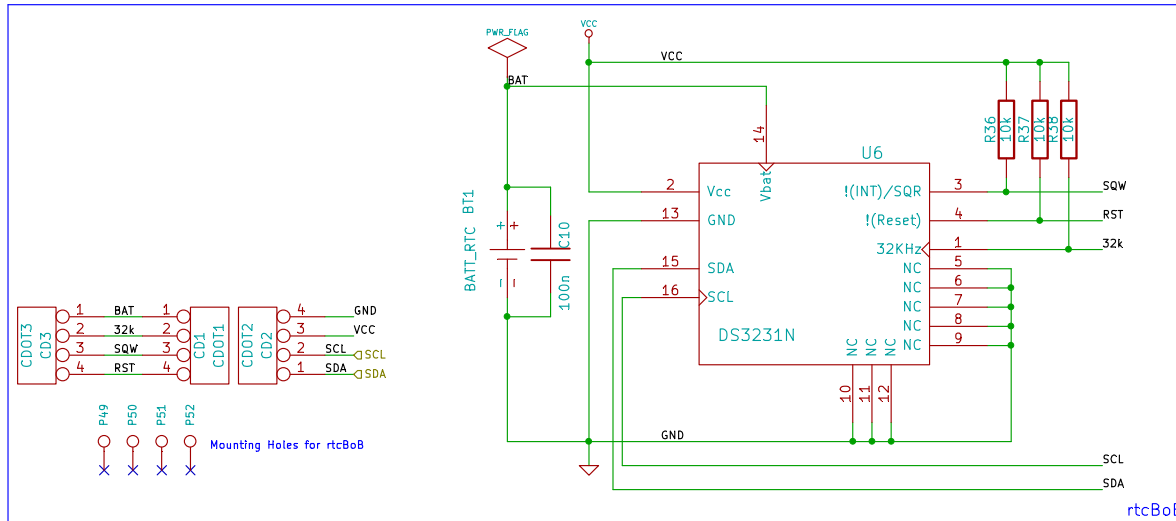 PWR_FLAG
VCC
VCC
BAT
14
U6
R36
10k
R37
10k
R38
10k
Vbat
2
Vcc
!(INT)/SQR
3
SQW
13
GND
!(Reset)
4
RST
32KHz
1
32k
15
SDA
NC
5
16
SCL
NC
6
NC
7
NC
8
NC
9
DS3231N
NC
NC
NC
10
11
12
BATT_RTC
BT1
C10
100n
GND
SCL
SDA
CDOT3
CD3
1
BAT
1
2
32k
2
3
SQW
3
4
RST
4
CD1
CDOT1
CDOT2
CD2
4
GND
3
VCC
2
SCL
SCL
1
SDA
SDA
P49
P50
P51
P52
Mounting Holes for rtcBoB